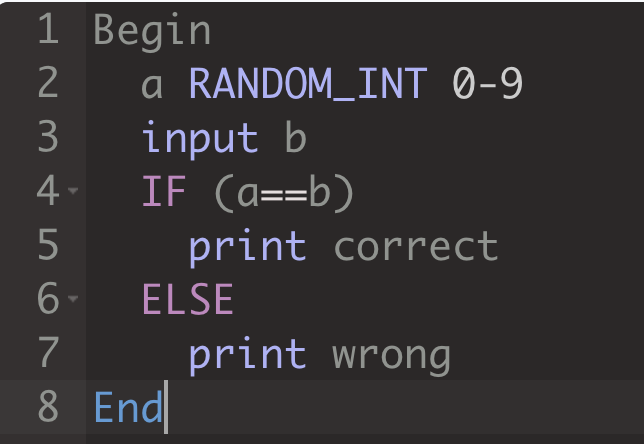 1 Begin
2   a RANDOM_INT 0-9
3   input b
4   IF (a==b)
5     print correct
6   ELSE
7     print wrong
8 End